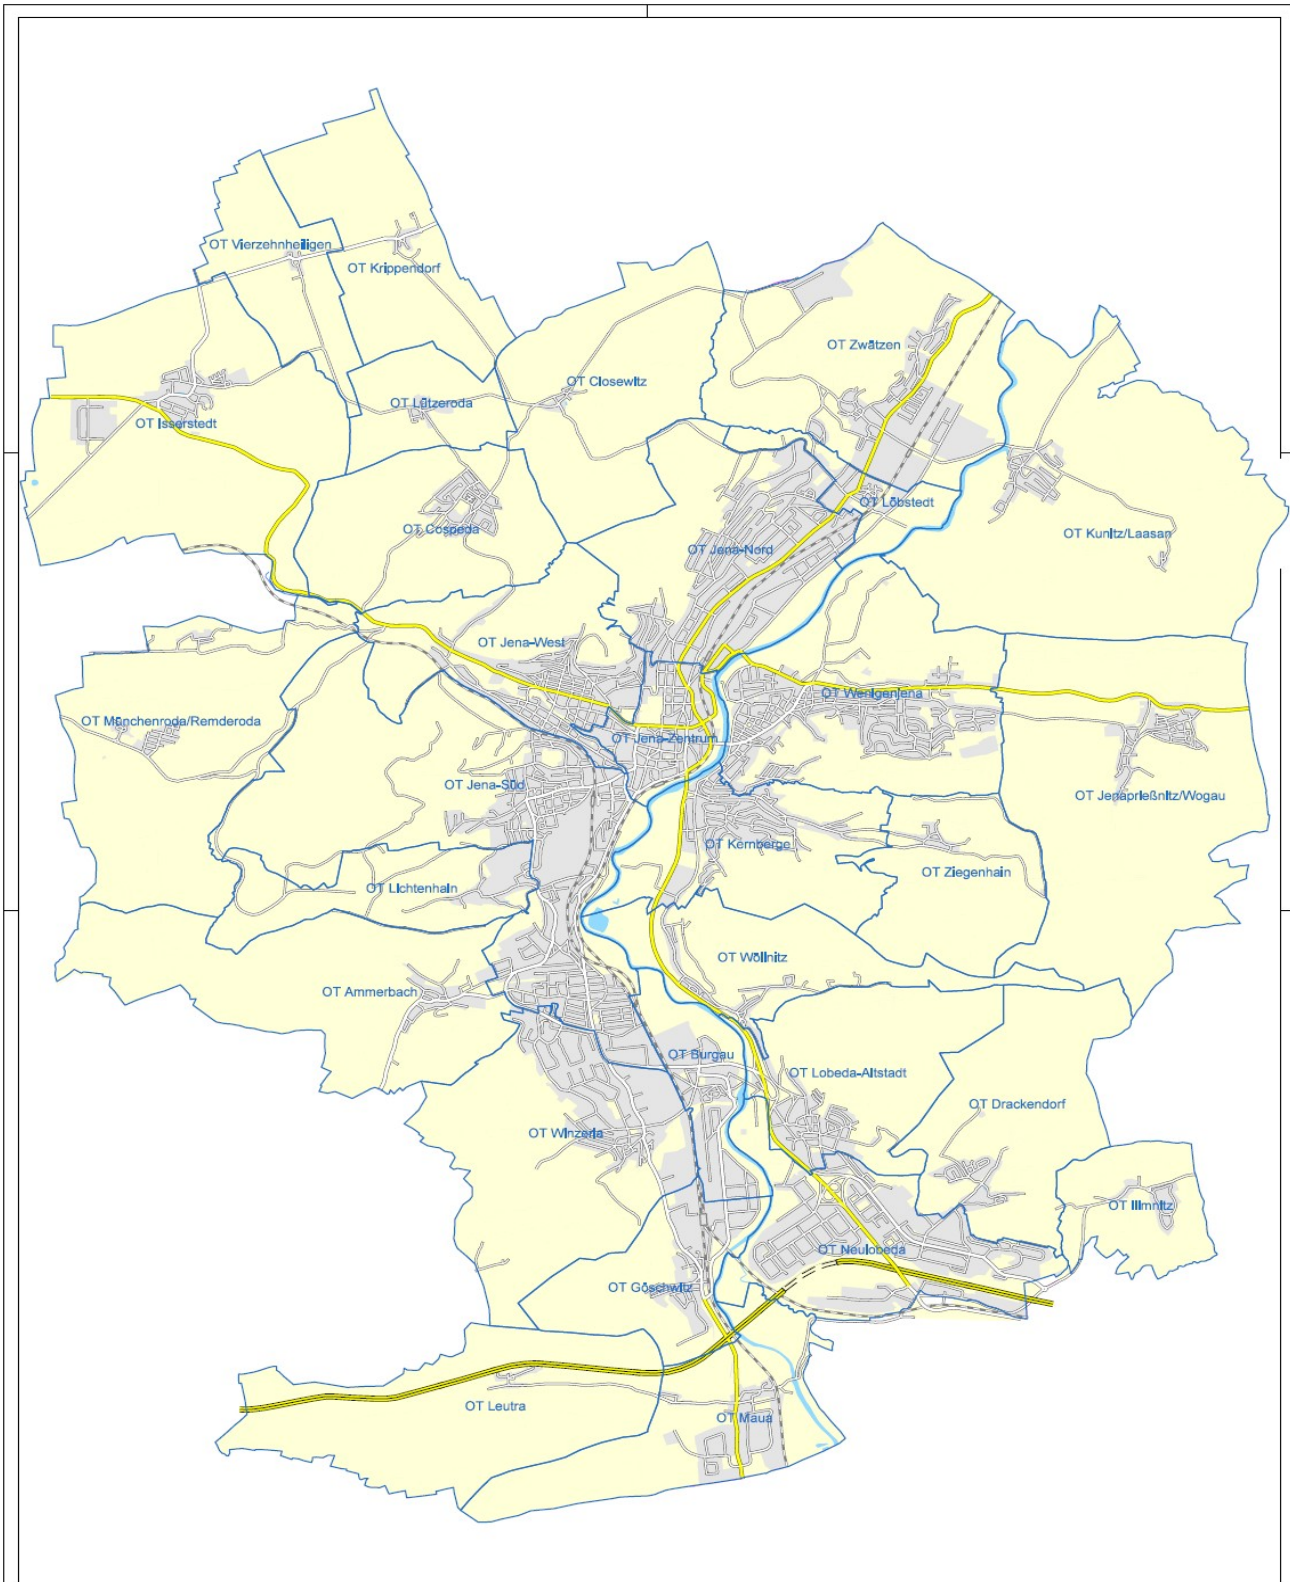 OT Vierzehnheiligen
OT Krippendorf
OT Zwätzen
OT Closewitz
OT Lützeroda
OT Isserstedt
OT Löbstedt
OT Cospeda
OT Kunitz/Laasan
OT Jena-Nord
OT Jena-West
OT Wenigenjena
OT Münchenroda/Remderoda
OT Jena-Zentrum
OT Jena-Süd
OT Jenaprießnitz/Wogau
OT Kernberge
OT Ziegenhain
OT Lichtenhain
OT Wöllnitz
OT Ammerbach
OT Burgau
OT Lobeda-Altstadt
OT Drackendorf
OT Winzerla
OT Ilmnitz
OT Neulobeda
OT Göschwitz
OT Leutra
OT Maua